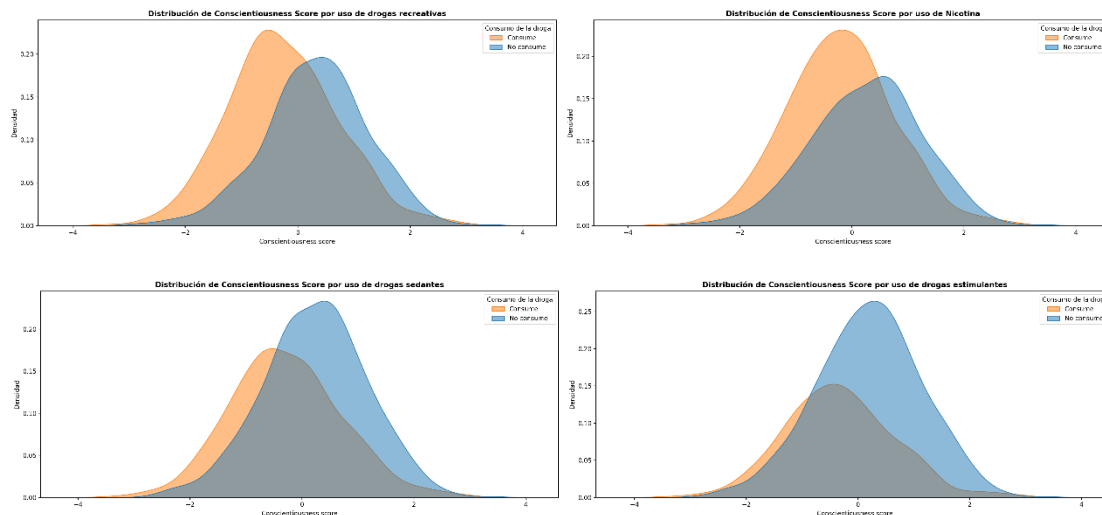 Distribución de Conscientiousness Score por uso de drogas recreativas
Consumo de la droga
Consume
No consume
Densidad
0.20
0.15
0.10
0.05
0.00
−4
−2
0
2
4
Conscientiousness score
Distribución de Conscientiousness Score por uso de Nicotina
Consumo de la droga
Consume
No consume
Densidad
0.20
0.15
0.10
0.05
0.00
−4
−2
0
2
4
Conscientiousness score
Distribución de Conscientiousness Score por uso de drogas sedantes
Consumo de la droga
Consume
No consume
Densidad
0.20
0.15
0.10
0.05
0.00
−4
−2
0
2
4
Conscientiousness score
Distribución de Conscientiousness Score por uso de drogas estimulantes
Consumo de la droga
Consume
No consume
Densidad
0.25
0.20
0.15
0.10
0.05
0.00
−4
−2
0
2
4
Conscientiousness score